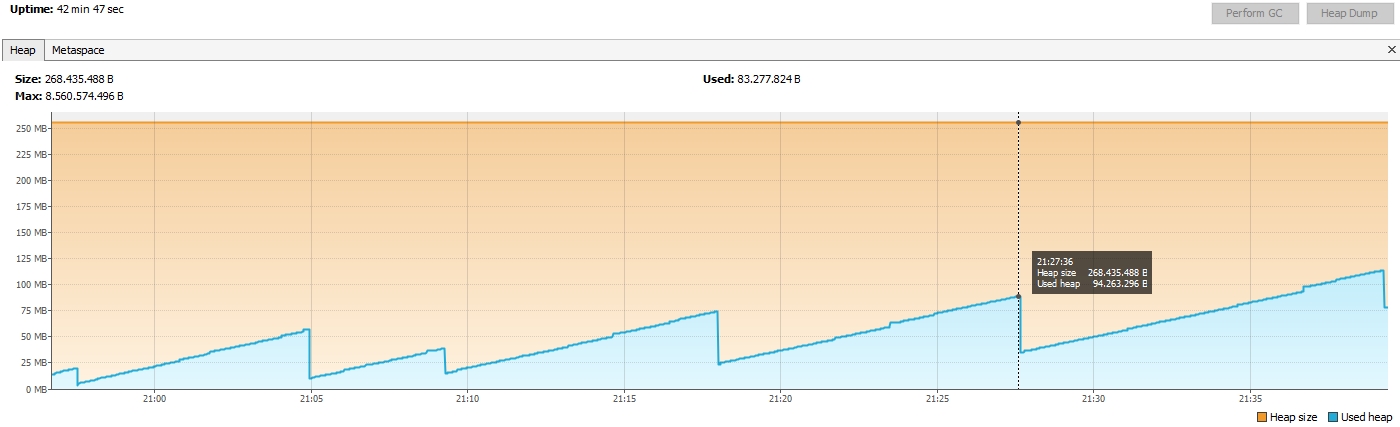 Uptime: 42 min 47 sec
Perform GC
Heap Dump
Heap
Metaspace
×
Size: 268.435.488 B
Used: 83.277.824 B
Max: 8.560.574.496 B
250 MB
225 MB
200 MB
175 MB
150 MB
125 MB
100 MB
75 MB
50 MB
25 MB
0 MB
21:27:36
Heap size 268.435.488 B
Used heap 94.263.296 B
21:00
21:05
21:10
21:15
21:20
21:25
21:30
21:35
Heap size
Used heap